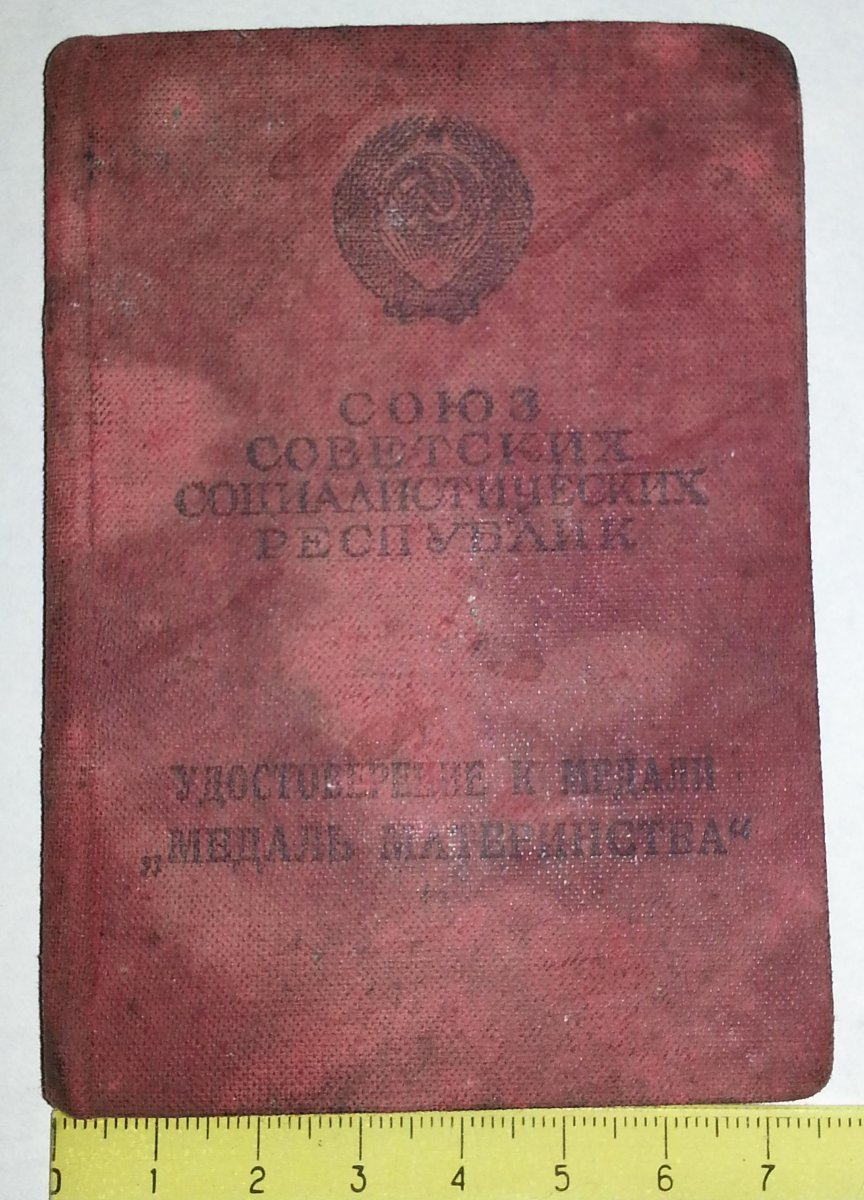 СОЮЗ
СОВЕТСКИХ
СОЦИАЛИСТИЧЕСКИХ
РЕСПУБЛИК
УДОСТОВЕРЕНИЕ К МЕДАЛИ
„МЕДАЛЬ МАТЕРИНСТВА“
0 1 2 3 4 5 6 7